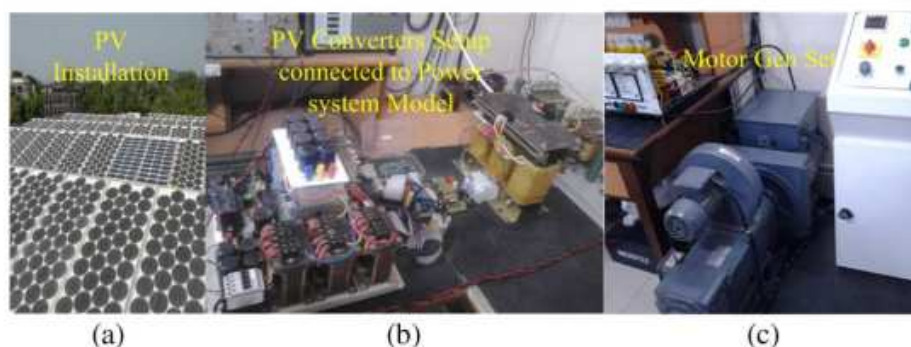 PV
Installation
PV Converters Setup
connected to Power
system Model
Motor Gen Set
(a)
(b)
(c)